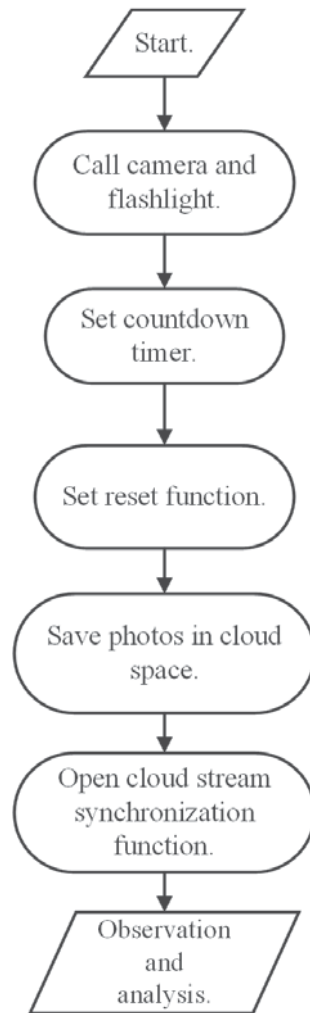 Start.
Call camera and
flashlight.
Set countdown
timer.
Set reset function.
Save photos in cloud
space.
Open cloud stream
synchronization
function.
Observation
and
analysis.